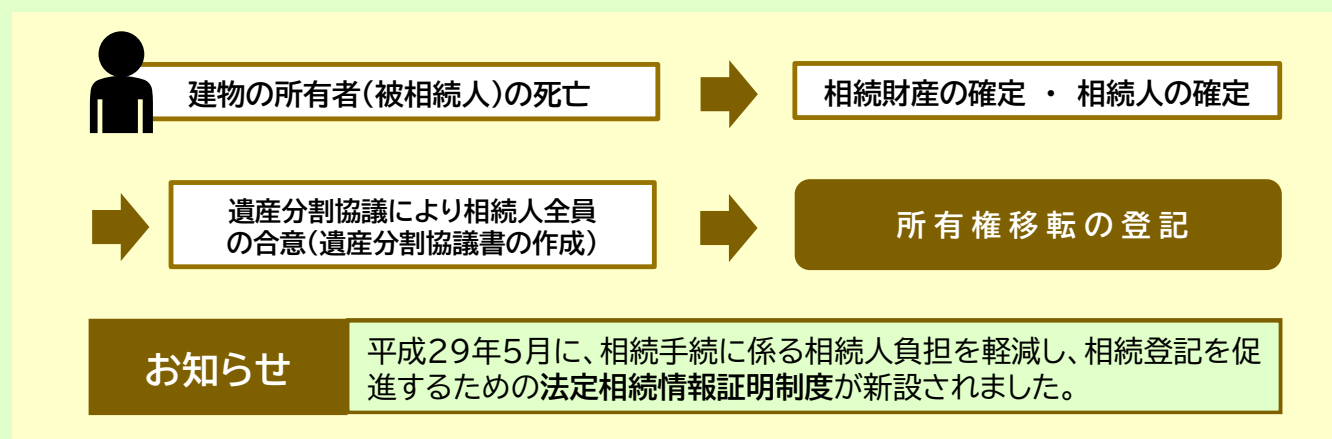 建物の所有者(被相続人)の死亡
相続財産の確定 ・ 相続人の確定
遺産分割協議により相続人全員
の合意(遺産分割協議書の作成)
所有権移転の登記
お知らせ
平成29年5月に、相続手続に係る相続人負担を軽減し、相続登記を促
進するための法定相続情報証明制度が新設されました。